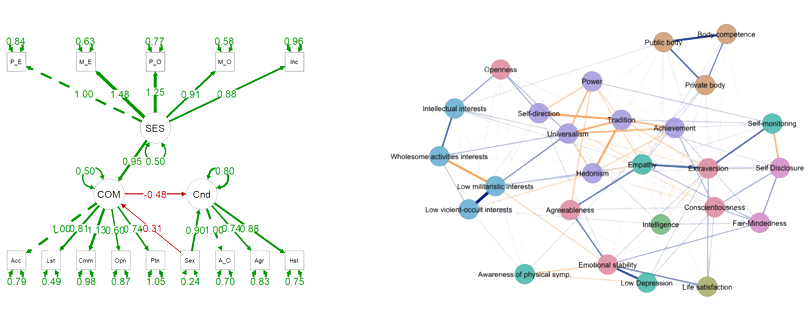 0.84 0.63 0.77 0.58 0.96
P_E M_E P_O M_O Inc
1.00 1.48 1.25 0.91 0.88
SES
0.95 0.50
0.50 0.80
COM -0.48 Cnd
1.00 0.81 1.13 0.60 0.74 0.31 0.90 1.00 0.74 0.88
Acc Lst Cmm Opn Ptn Sex A_O Agr Hst
0.79 0.49 0.98 0.87 1.05 0.24 0.70 0.83 0.75
Body competence
Public body
Openness
Power
Private body
Intellectual interests
Self-direction
Tradition
Self-monitoring
Universalism
Achievement
Wholesome activities interests
Empathy
Extraversion
Self Disclosure
Hedonism
Low militaristic interests
Low violent-occult interests
Agreeableness
Conscientiousness
Intelligence
Fair-Mindedness
Emotional stability
Awareness of physical symp.
Low Depression
Life satisfaction